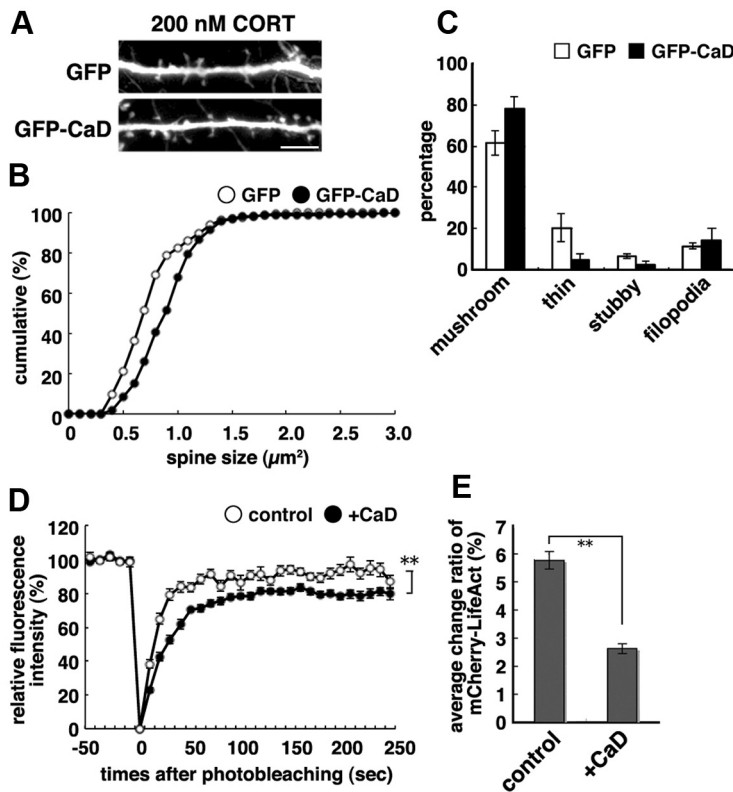 A
200 nM CORT
GFP
GFP-CaD
B
GFP GFP-CaD
cumulative (%)
100
80
60
40
20
0
0 0.5 1.0 1.5 2.0 2.5 3.0
spine size (µm²)
C
GFP GFP-CaD
percentage
100
80
60
40
20
0
mushroom
thin
stubby
filopodia
D
control +CaD
relative fluorescence
intensity (%)
120
100
80
60
40
20
0
**
-50 0 50 100 150 200 250
times after photobleaching (sec)
E
average change ratio of
mCherry-LifeAct (%)
7
6
5
4
3
2
1
0
**
control
+CaD